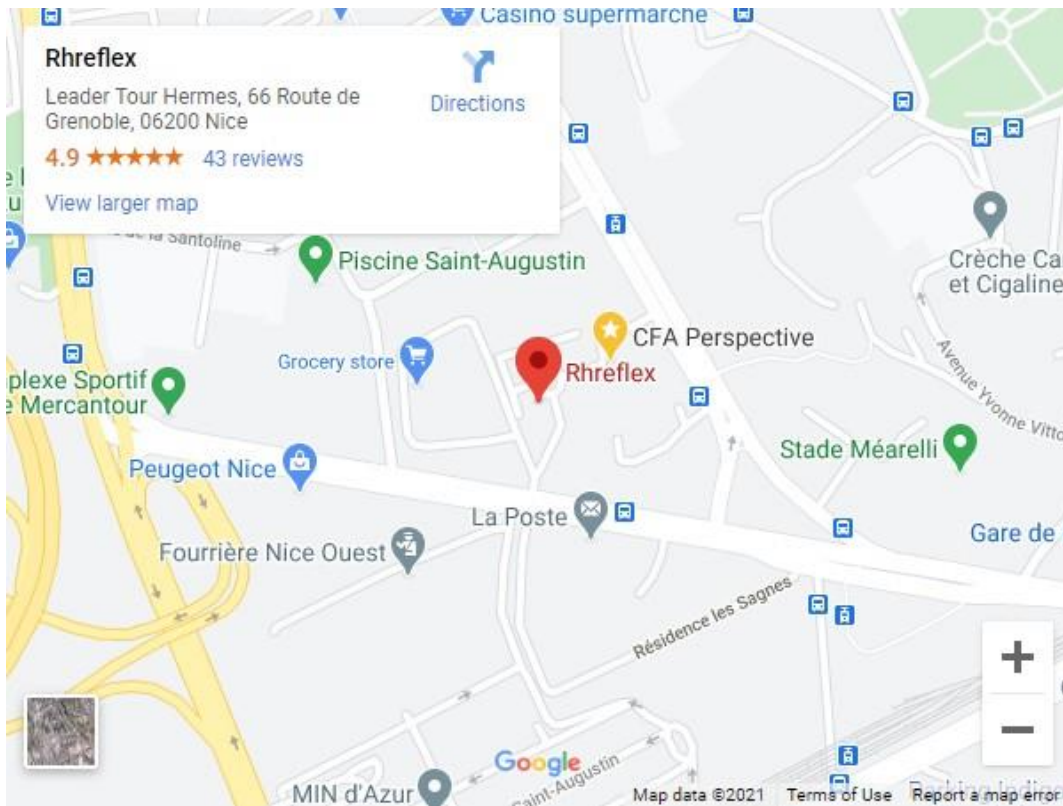 Casino supermarche
Rhreflex
Leader Tour Hermes, 66 Route de
Grenoble, 06200 Nice
4.9 ★★★★★ 43 reviews
View larger map
Directions
de la Santoline
Piscine Saint-Augustin
Crèche Ca
et Cigaline
CFA Perspective
Grocery store
Rhreflex
plexe Sportif
Mercantour
Avenue Yvonne Vitto
Stade Méarelli
Peugeot Nice
La Poste
Gare de
Fourrière Nice Ouest
Résidence les Sagnes
+
−
Google
Saint-Augustin
MIN d'Azur
Map data ©2021 Terms of Use Report a map error